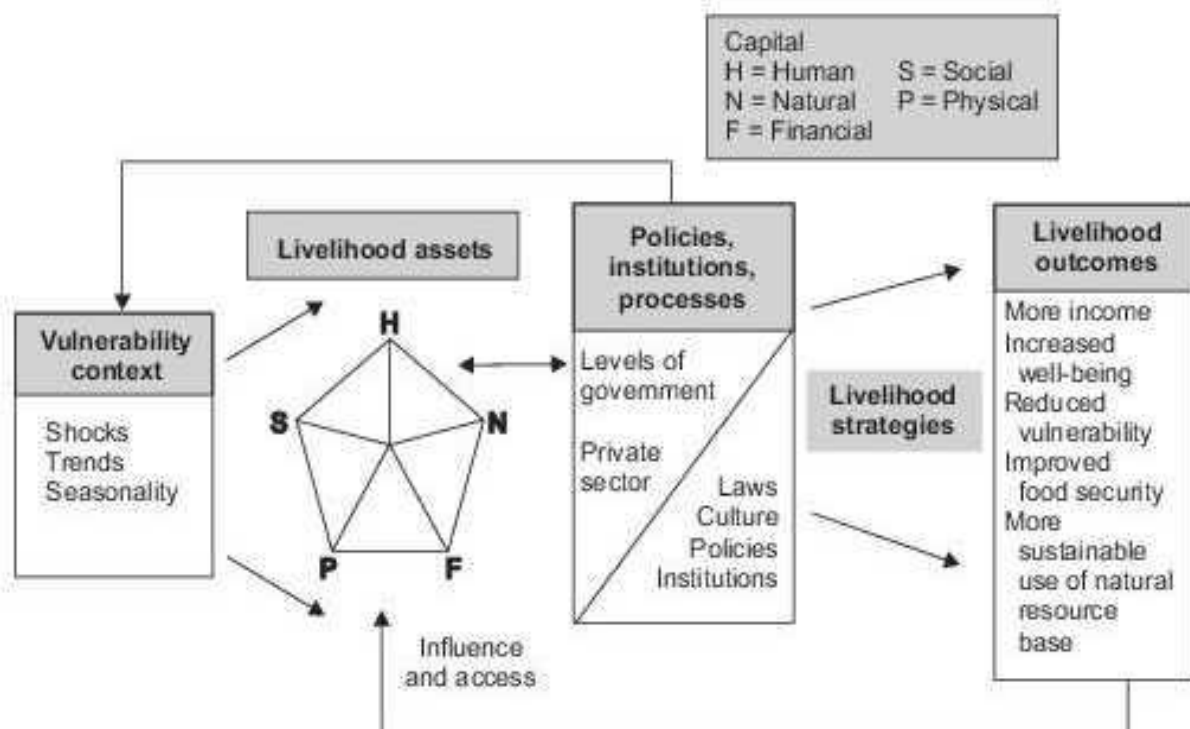 Capital
H = Human S = Social
N = Natural P = Physical
F = Financial
Livelihood assets
Policies,
institutions,
processes
Livelihood
outcomes
Vulnerability
context
Shocks
Trends
Seasonality
H
S
N
P
F
Influence
and access
Levels of
government
Private
sector
Laws
Culture
Policies
Institutions
Livelihood
strategies
More income
Increased
well-being
Reduced
vulnerability
Improved
food security
More
sustainable
use of natural
resource
base